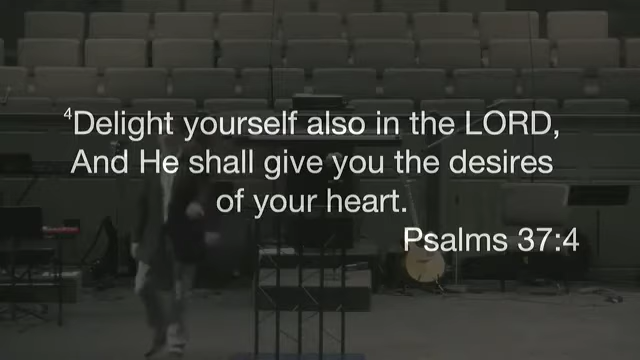 ⁴Delight yourself also in the LORD,
And He shall give you the desires
of your heart.
Psalms 37:4